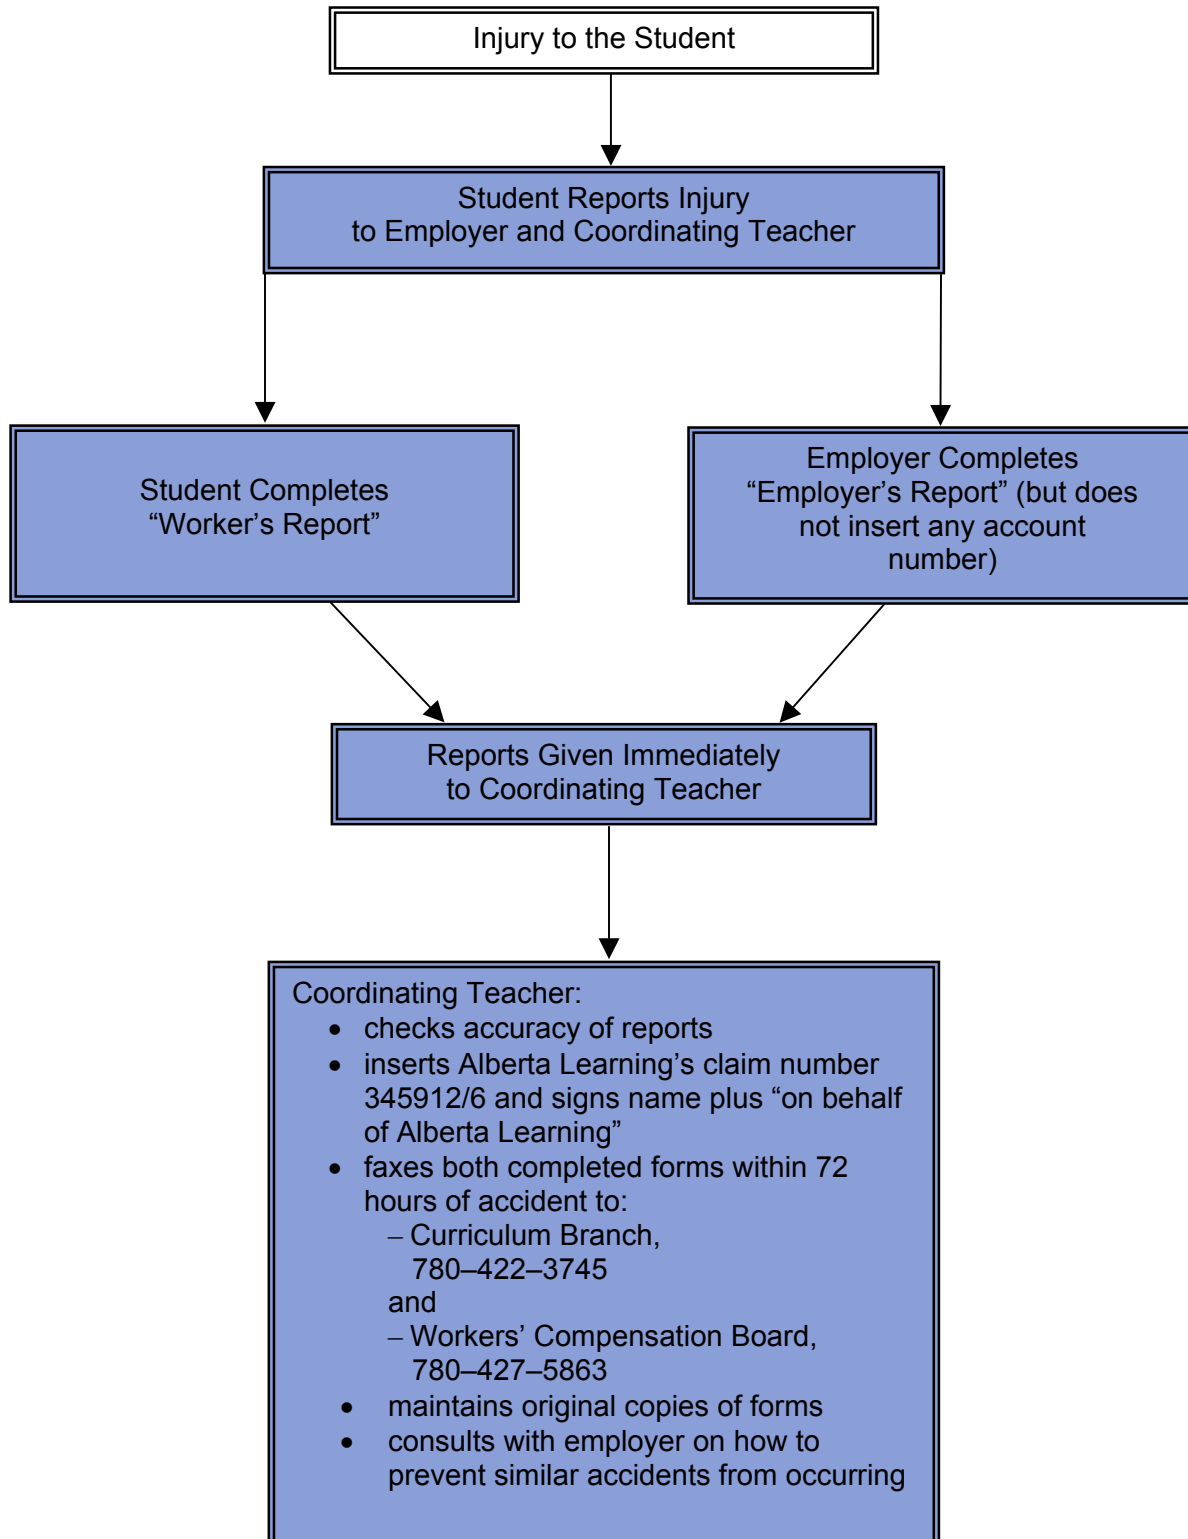 Injury to the Student
Student Reports Injury
to Employer and Coordinating Teacher
Student Completes
“Worker’s Report”
Employer Completes
“Employer’s Report” (but does
not insert any account
number)
Reports Given Immediately
to Coordinating Teacher
Coordinating Teacher:
• checks accuracy of reports
• inserts Alberta Learning’s claim number
345912/6 and signs name plus “on behalf
of Alberta Learning”
• faxes both completed forms within 72
hours of accident to:
– Curriculum Branch,
780–422–3745
and
– Workers’ Compensation Board,
780–427–5863
• maintains original copies of forms
• consults with employer on how to
prevent similar accidents from occurring